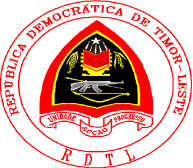 REPÚBLICA DEMOCRÁTICA DE TIMOR-LESTE
UNIDADE ACÇÃO PROGRESSO
R D T L